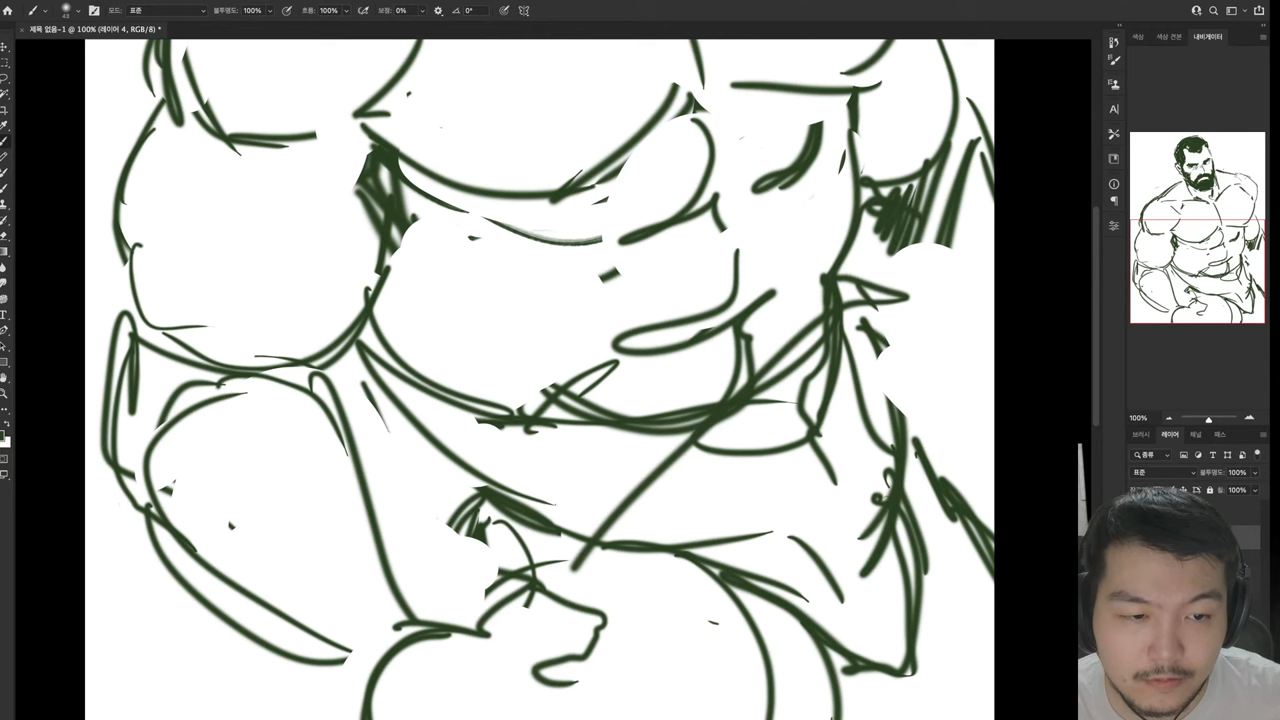 43 모드: 표준 불투명도: 100% 흐름: 100% 보정: 0% 0°
× 제목 없음-1 @ 100% (레이어 4, RGB/8) *
색상 색상 견본 내비게이터
100%
브러시 레이어 채널 패스
종류
표준 불투명도: 100%
칠: 100%